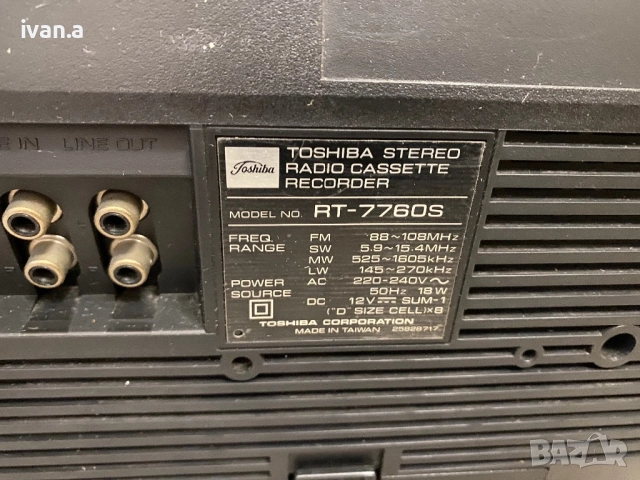 ivan.a
E IN LINE OUT
Toshiba
TOSHIBA STEREO
RADIO CASSETTE
RECORDER
MODEL NO. RT-7760S
FREQ. RANGE FM 88~108MHz
SW 5.9~15.4MHz
MW 525~1605kHz
LW 145~270kHz
POWER SOURCE AC 220-240V~
50Hz 18W
DC 12V SUM-1
("D" SIZE CELL)×8
TOSHIBA CORPORATION
MADE IN TAIWAN 25828717
BAZAR